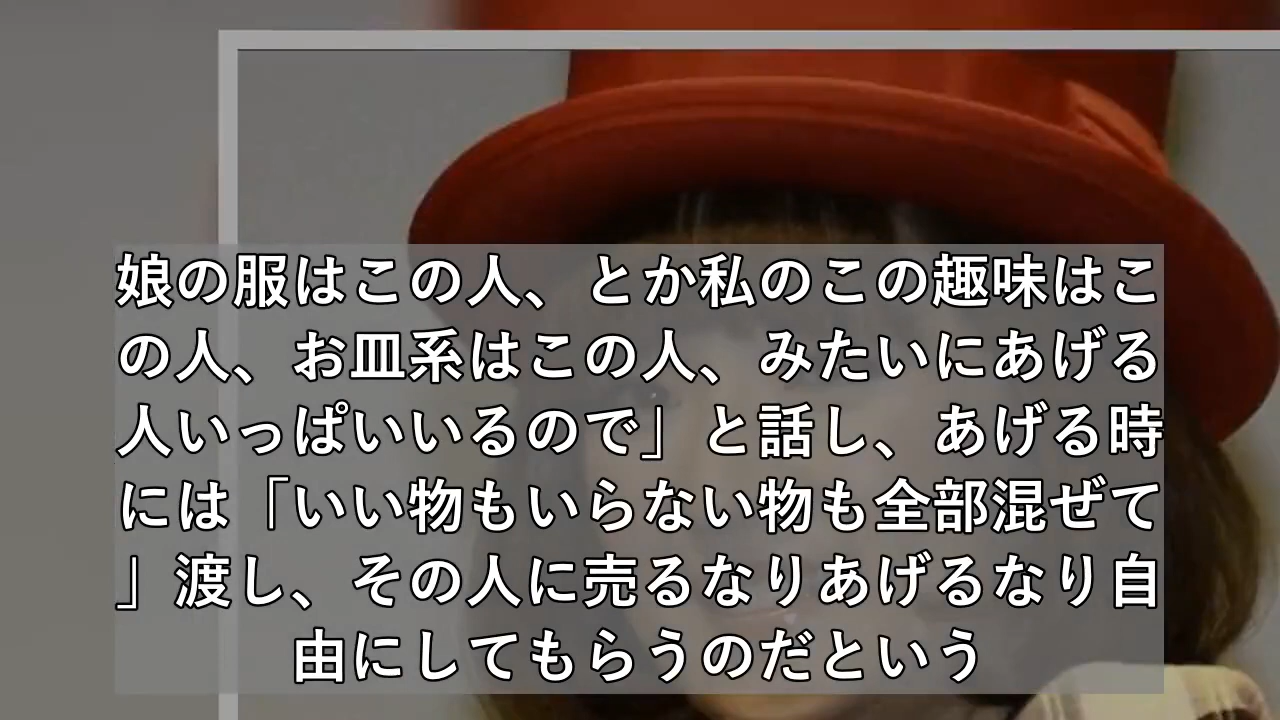 娘の服はこの人、とか私のこの趣味はこ
の人、お皿系はこの人、みたいにあげる
人いっぱいいるので」と話し、あげる時
には「いい物もいらない物も全部混ぜて
」渡し、その人に売るなりあげるなり自
由にしてもらうのだという